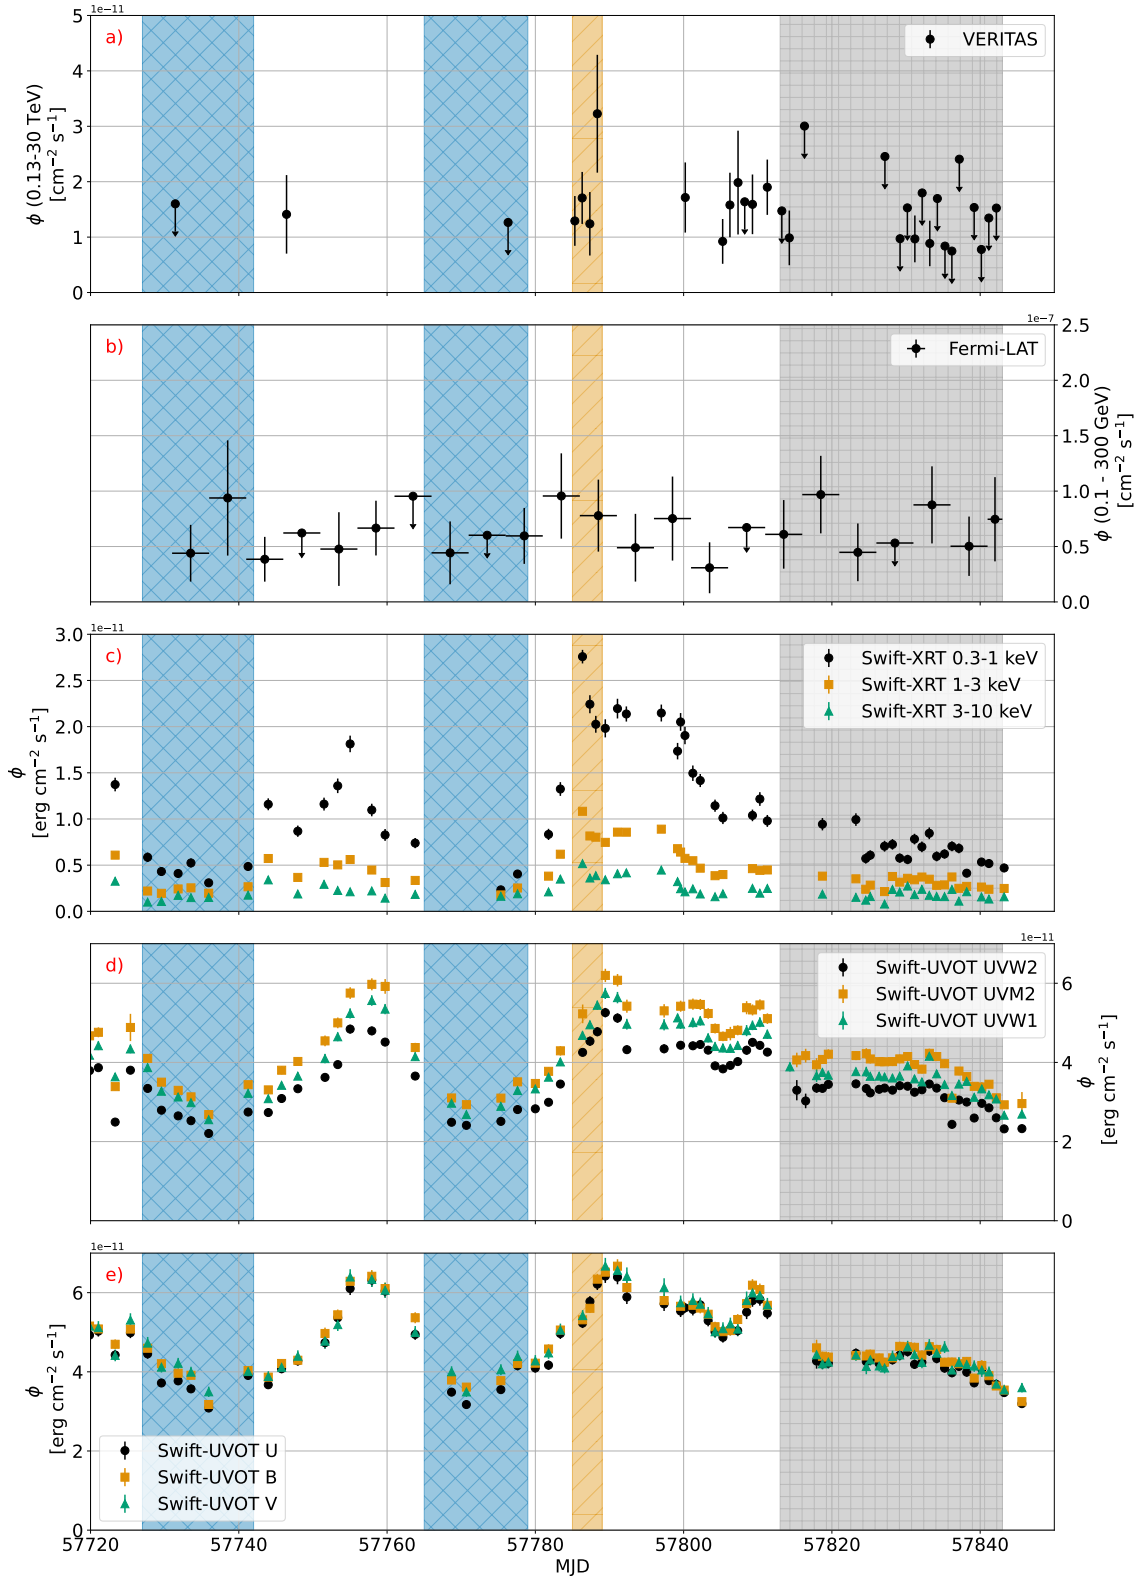 1e−11
a)
VERITAS
5
4
3
2
1
0
ϕ (0.13-30 TeV)
[cm−2 s−1]
1e−7
b)
Fermi-LAT
2.5
2.0
1.5
1.0
0.5
0.0
ϕ (0.1 - 300 GeV)
[cm−2 s−1]
1e−11
c)
Swift-XRT 0.3-1 keV
Swift-XRT 1-3 keV
Swift-XRT 3-10 keV
3.0
2.5
2.0
1.5
1.0
0.5
0.0
ϕ
[erg cm−2 s−1]
1e−11
d)
Swift-UVOT UVW2
Swift-UVOT UVM2
Swift-UVOT UVW1
6
4
2
0
ϕ
[erg cm−2 s−1]
1e−11
e)
6
4
2
0
ϕ
[erg cm−2 s−1]
Swift-UVOT U
Swift-UVOT B
Swift-UVOT V
57720 57740 57760 57780 57800 57820 57840
MJD